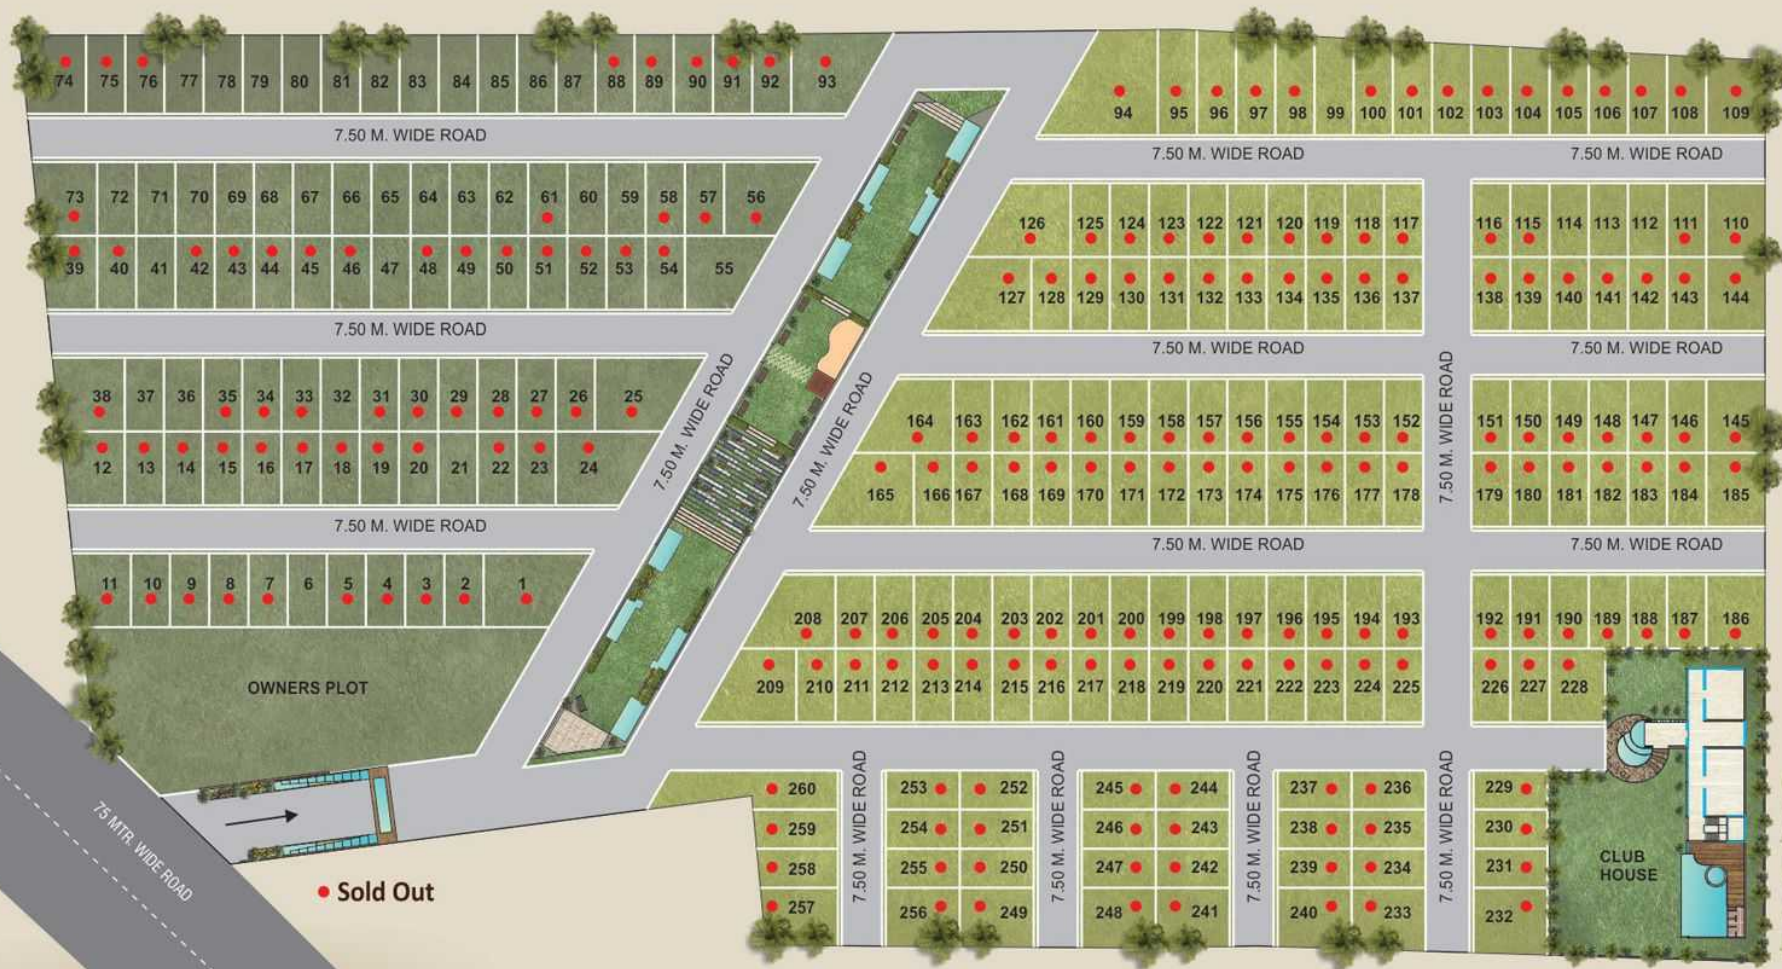 74 75 76 77 78 79 80 81 82 83 84 85 86 87 88 89 90 91 92 93
94 95 96 97 98 99 100 101 102 103 104 105 106 107 108 109
7.50 M. WIDE ROAD
7.50 M. WIDE ROAD
7.50 M. WIDE ROAD
73 72 71 70 69 68 67 66 65 64 63 62 61 60 59 58 57 56
126 125 124 123 122 121 120 119 118 117
116 115 114 113 112 111 110
39 40 41 42 43 44 45 46 47 48 49 50 51 52 53 54 55
127 128 129 130 131 132 133 134 135 136 137
138 139 140 141 142 143 144
7.50 M. WIDE ROAD
7.50 M. WIDE ROAD
7.50 M. WIDE ROAD
7.50 M. WIDE ROAD
7.50 M. WIDE ROAD
7.50 M. WIDE ROAD
38 37 36 35 34 33 32 31 30 29 28 27 26 25
164 163 162 161 160 159 158 157 156 155 154 153 152
151 150 149 148 147 146 145
12 13 14 15 16 17 18 19 20 21 22 23 24
165 166 167 168 169 170 171 172 173 174 175 176 177 178
179 180 181 182 183 184 185
7.50 M. WIDE ROAD
7.50 M. WIDE ROAD
7.50 M. WIDE ROAD
11 10 9 8 7 6 5 4 3 2 1
208 207 206 205 204 203 202 201 200 199 198 197 196 195 194 193
192 191 190 189 188 187 186
OWNERS PLOT
209 210 211 212 213 214 215 216 217 218 219 220 221 222 223 224 225
226 227 228
260
253 252
245 244
237 236
229
259
254 251
246 243
238 235
230
258
255 250
247 242
239 234
231
257
256 249
248 241
240 233
232
7.50 M. WIDE ROAD
7.50 M. WIDE ROAD
7.50 M. WIDE ROAD
7.50 M. WIDE ROAD
CLUB
HOUSE
75 MTR. WIDE ROAD
Sold Out